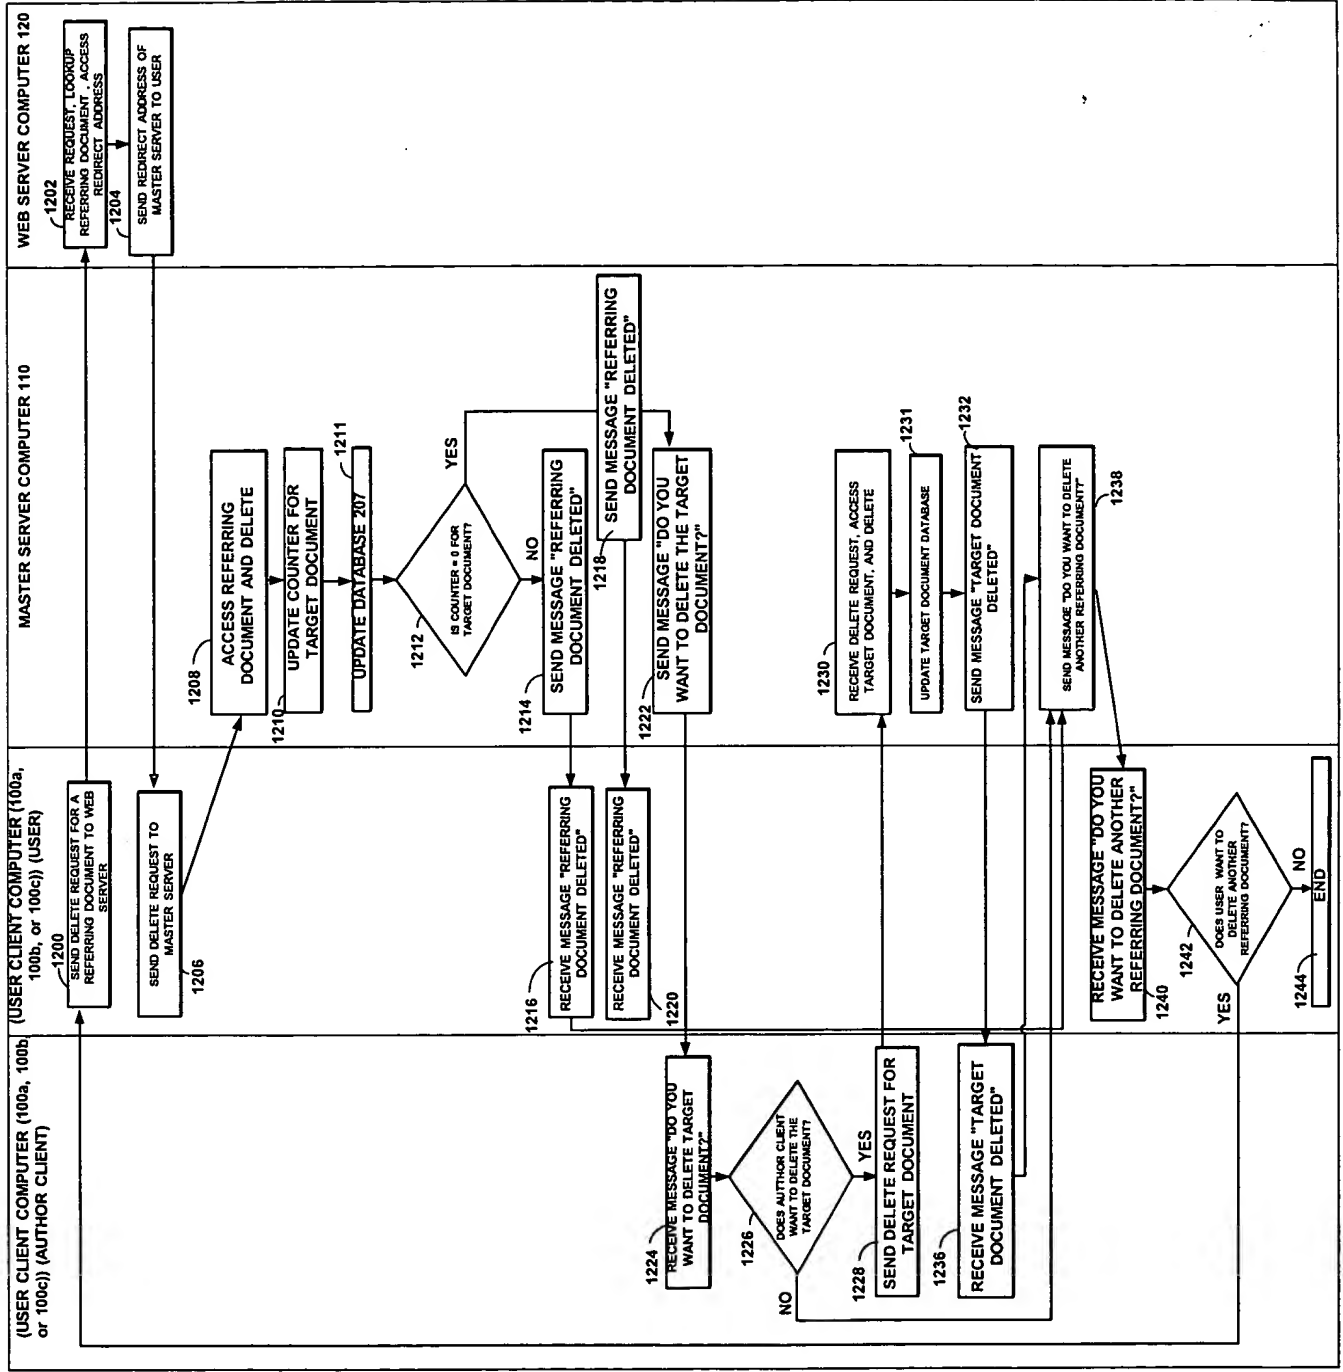 (USER CLIENT COMPUTER (100a, 100b,
or 100c)) (AUTHOR CLIENT)
(USER CLIENT COMPUTER (100a,
100b, or 100c)) (USER)
MASTER SERVER COMPUTER 110
WEB SERVER COMPUTER 120
1200
SEND DELETE REQUEST FOR A
REFERRING DOCUMENT TO WEB
SERVER
1202
RECEIVE REQUEST, LOOKUP
REFERRING DOCUMENT , ACCESS
REDIRECT ADDRESS
1204
SEND REDIRECT ADDRESS OF
MASTER SERVER TO USER
SEND DELETE REQUEST TO
MASTER SERVER
1206
1208
ACCESS REFERRING
DOCUMENT AND DELETE
1210
UPDATE COUNTER FOR
TARGET DOCUMENT
1211
UPDATE DATABASE 207
1212
IS COUNTER = 0 FOR
TARGET DOCUMENT?
YES
NO
1214
SEND MESSAGE "REFERRING
DOCUMENT DELETED"
1216
RECEIVE MESSAGE "REFERRING
DOCUMENT DELETED"
1218
SEND MESSAGE "REFERRING
DOCUMENT DELETED"
RECEIVE MESSAGE "REFERRING
DOCUMENT DELETED"
1220
1222
SEND MESSAGE "DO YOU
WANT TO DELETE THE TARGET
DOCUMENT?"
1224
RECEIVE MESSAGE "DO YOU
WANT TO DELETE TARGET
DOCUMENT?"
1226
DOES AUTTHOR CLIENT
WANT TO DELETE THE
TARGET DOCUMENT?
NO
YES
1228
SEND DELETE REQUEST FOR
TARGET DOCUMENT
1230
RECEIVE DELETE REQUEST, ACCESS
TARGET DOCUMENT, AND DELETE
1231
UPDATE TARGET DOCUMENT DATABASE
1232
SEND MESSAGE "TARGET DOCUMENT
DELETED"
1236
RECEIVE MESSAGE "TARGET
DOCUMENT DELETED"
SEND MESSAGE "DO YOU WANT TO DELETE
ANOTHER REFERRING DOCUMENT?"
1238
RECEIVE MESSAGE "DO YOU
WANT TO DELETE ANOTHER
REFERRING DOCUMENT?"
1240
1242
DOES USER WANT TO
DELETE ANOTHER
REFERRING DOCUMENT?
YES
NO
1244
END